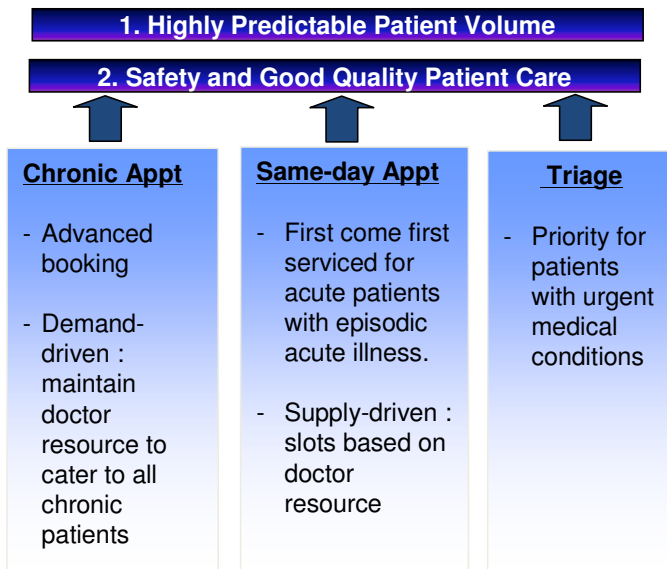 1. Highly Predictable Patient Volume
2. Safety and Good Quality Patient Care
Chronic Appt
- Advanced
booking
- Demand-
driven :
maintain
doctor
resource to
cater to all
chronic
patients
Same-day Appt
- First come first
serviced for
acute patients
with episodic
acute illness.
- Supply-driven :
slots based on
doctor
resource
Triage
- Priority for
patients
with urgent
medical
conditions